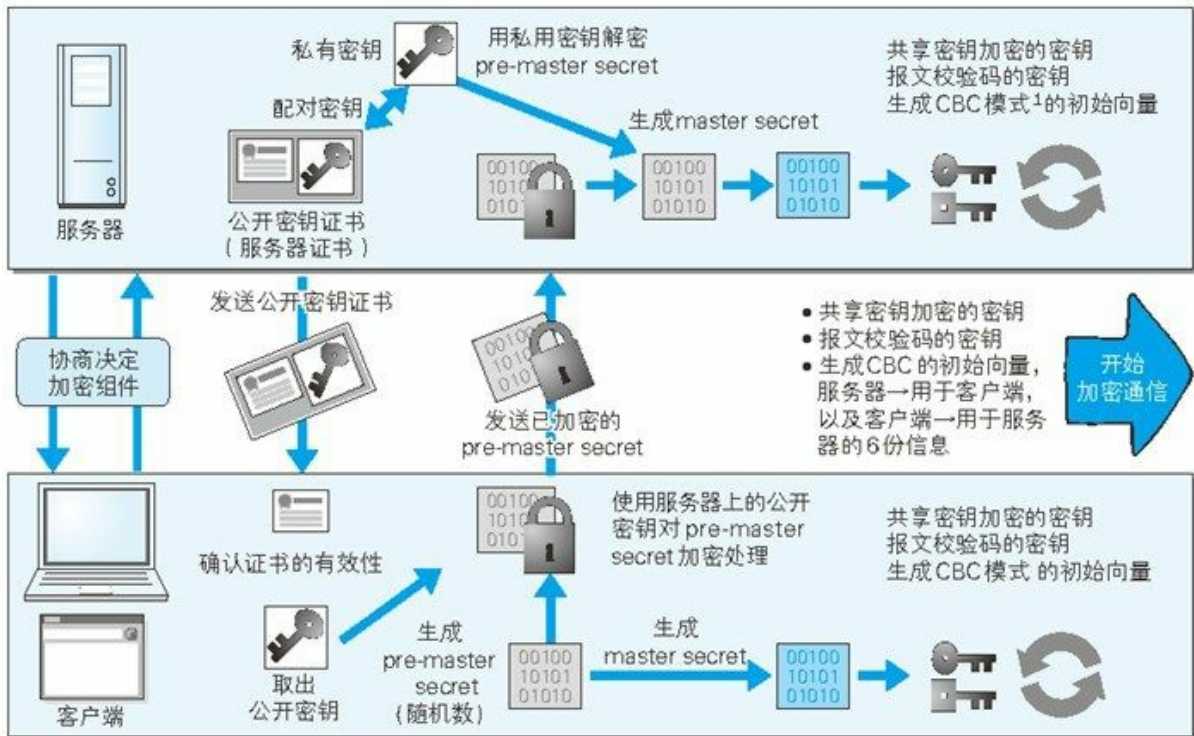 私有密钥
用私用密钥解密
pre-master secret
共享密钥加密的密钥
报文校验码的密钥
生成CBC模式¹的初始向量
配对密钥
生成master secret
00100
10101
01010
00100
10101
01010
00100
10101
01010
服务器
公开密钥证书
(服务器证书)
发送公开密钥证书
协商决定
加密组件
00100
1010
0101
发送已加密的
pre-master secret
• 共享密钥加密的密钥
• 报文校验码的密钥
• 生成CBC的初始向量,
服务器→用于客户端,
以及客户端→用于服务
器的6份信息
开始
加密通信
确认证书的有效性
00100
1010
0101
使用服务器上的公开
密钥对pre-master
secret加密处理
共享密钥加密的密钥
报文校验码的密钥
生成CBC模式 的初始向量
客户端
取出
公开密钥
生成
pre-master
secret
(随机数)
00100
10101
01010
生成
master secret
00100
10101
01010